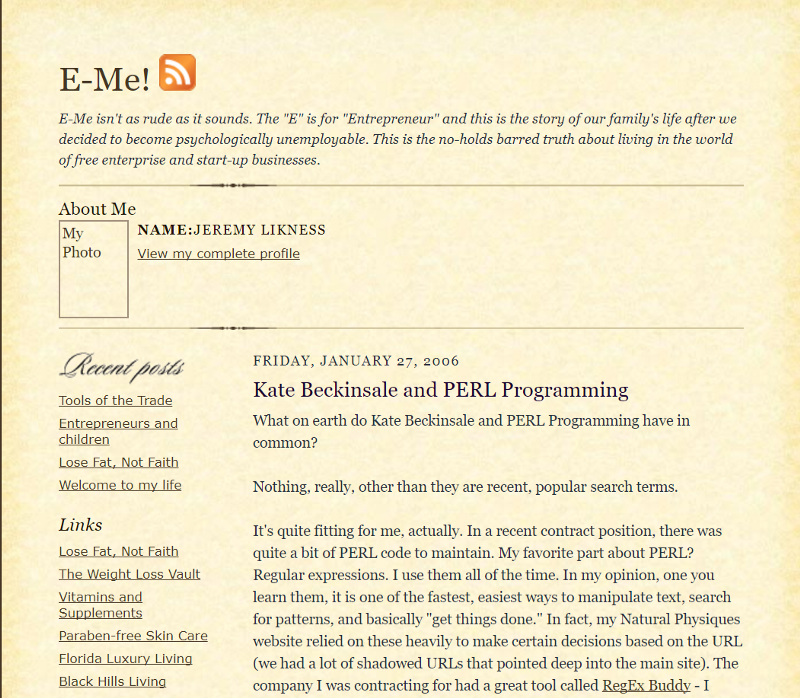 E-Me!
E-Me isn't as rude as it sounds. The "E" is for "Entrepreneur" and this is the story of our family's life after we
decided to become psychologically unemployable. This is the no-holds barred truth about living in the world
of free enterprise and start-up businesses.
About Me
My
Photo
NAME:JEREMY LIKNESS
View my complete profile
Recent posts
Tools of the Trade
Entrepreneurs and
children
Lose Fat, Not Faith
Welcome to my life
Links
Lose Fat, Not Faith
The Weight Loss Vault
Vitamins and
Supplements
Paraben-free Skin Care
Florida Luxury Living
Black Hills Living
FRIDAY, JANUARY 27, 2006
Kate Beckinsale and PERL Programming
What on earth do Kate Beckinsale and PERL Programming have in
common?
Nothing, really, other than they are recent, popular search terms.
It's quite fitting for me, actually. In a recent contract position, there was
quite a bit of PERL code to maintain. My favorite part about PERL?
Regular expressions. I use them all of the time. In my opinion, one you
learn them, it is one of the fastest, easiest ways to manipulate text, search
for patterns, and basically "get things done." In fact, my Natural Physiques
website relied on these heavily to make certain decisions based on the URL
(we had a lot of shadowed URLs that pointed deep into the main site). The
company I was contracting for had a great tool called RegEx Buddy - I